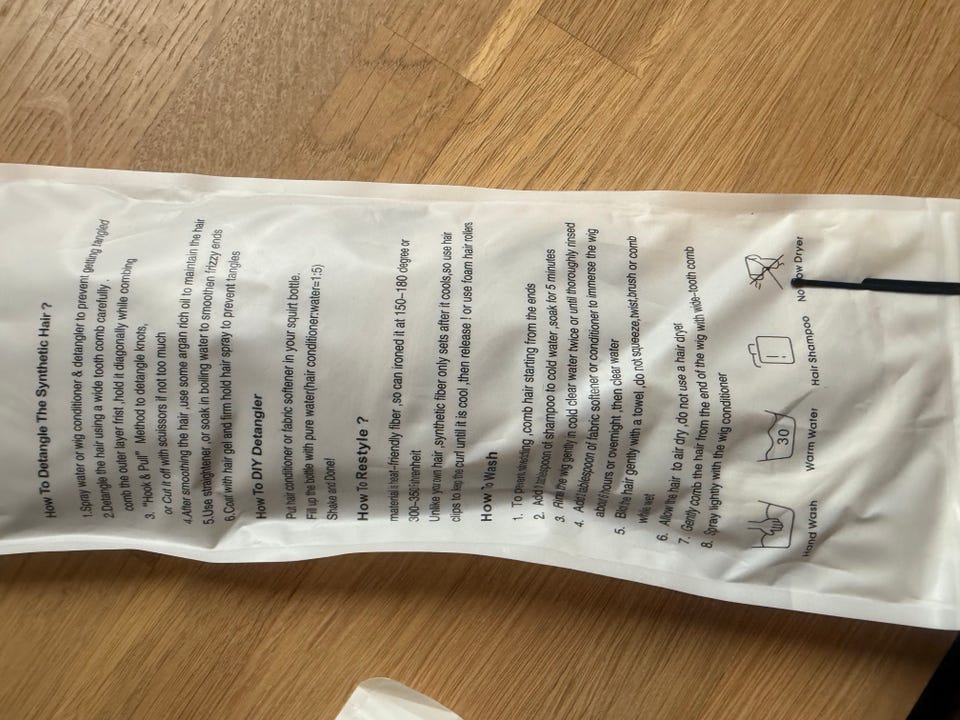 How To Detangle The Synthetic Hair ?
1.Spray water or wig conditioner & detangler to prevent getting tangled
2.Detangle the hair using a wide tooth comb carefully .
comb the outer layer frist ,hold it diagonally while combing
3. "Hook & Pull" Method to detangle knots,
or Cut it off with scuissors if not too much
4.After smoothing the hair ,use some argan rich oil to maintain the hair
5.Use straightener ,or soak in boiling water to smoothen frizzy ends
6.Coat with hair gel and firm hold hair spray to prevent tangles
How To DIY Detangler
Put hair conditioner or fabric softener in your squirt bottle.
Fill up the bottle with pure water(hair conditioner:water=1:5)
Shake and Done!
How To Restyle ?
material is heat-friendly fiber ,so can ironed it at 150-180 degree or
300-350 fahrenheit
Unlike your own hair ,synthetic fiber only sets after it cools,so use hair
clips to keep the curl until it is cool ,then release ! or use foam hair rollers
How To Wash
1. To prevent shedding ,comb hair starting from the ends
2. Add 1 tablespoon of shampoo to cold water ,soak for 5 minutes
3. Rinse the wig gently in cold clear water twice or until thoroughly rinsed
4. Add 1 tablespoon of fabric softener or conditioner to immerse the wig
about hours or overnight ,then clear water
5. the hair gently with a towel ,do not squeeze,twist,brush or comb
while wet
6. Allow the hair to air dry ,do not use a hair dryer
7. Gently comb the hair from the end of the wig with wide-tooth comb
8. Spray lightly with the wig conditioner
30
Hand Wash
Warm Water
Hair Shampoo
No Dryer